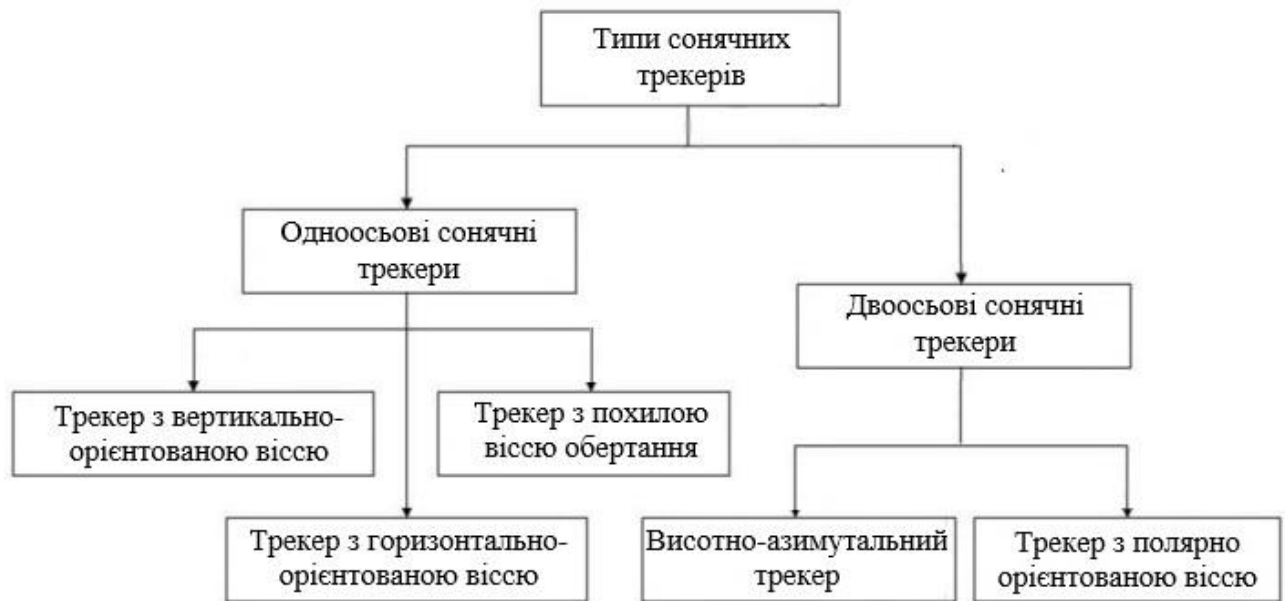 Типи сонячних
трекерів
Одноосьові сонячні
трекери
Двоосьові сонячні
трекери
Трекер з вертикально-
орієнтованою віссю
Трекер з похилою
віссю обертання
Трекер з горизонтально-
орієнтованою віссю
Висотно-азимутальний
трекер
Трекер з полярно
орієнтованою віссю